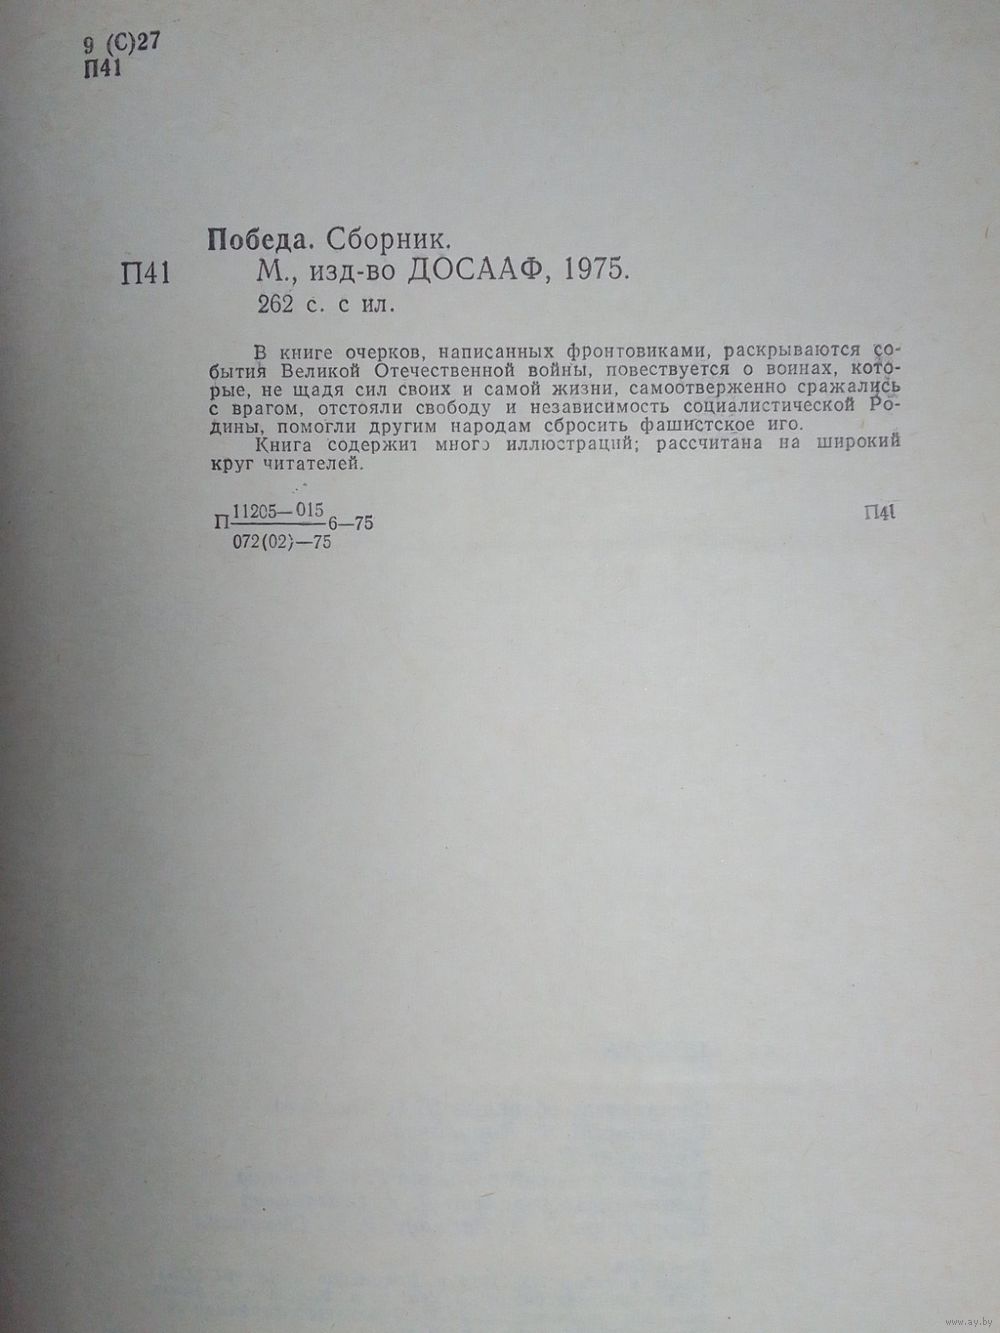 9 (С)27
П41
Победа. Сборник.
П41 М., изд-во ДОСААФ, 1975.
262 с. с ил.
В книге очерков, написанных фронтовиками, раскрываются со-
бытия Великой Отечественной войны, повествуется о воинах, кото-
рые, не щадя сил своих и самой жизни, самоотверженно сражались
с врагом, отстояли свободу и независимость социалистической Ро-
дины, помогли другим народам сбросить фашистское иго.
Книга содержит много иллюстраций; рассчитана на широкий
круг читателей.
11205—015
П 6—75 П41
072(02)—75
www.ay.by